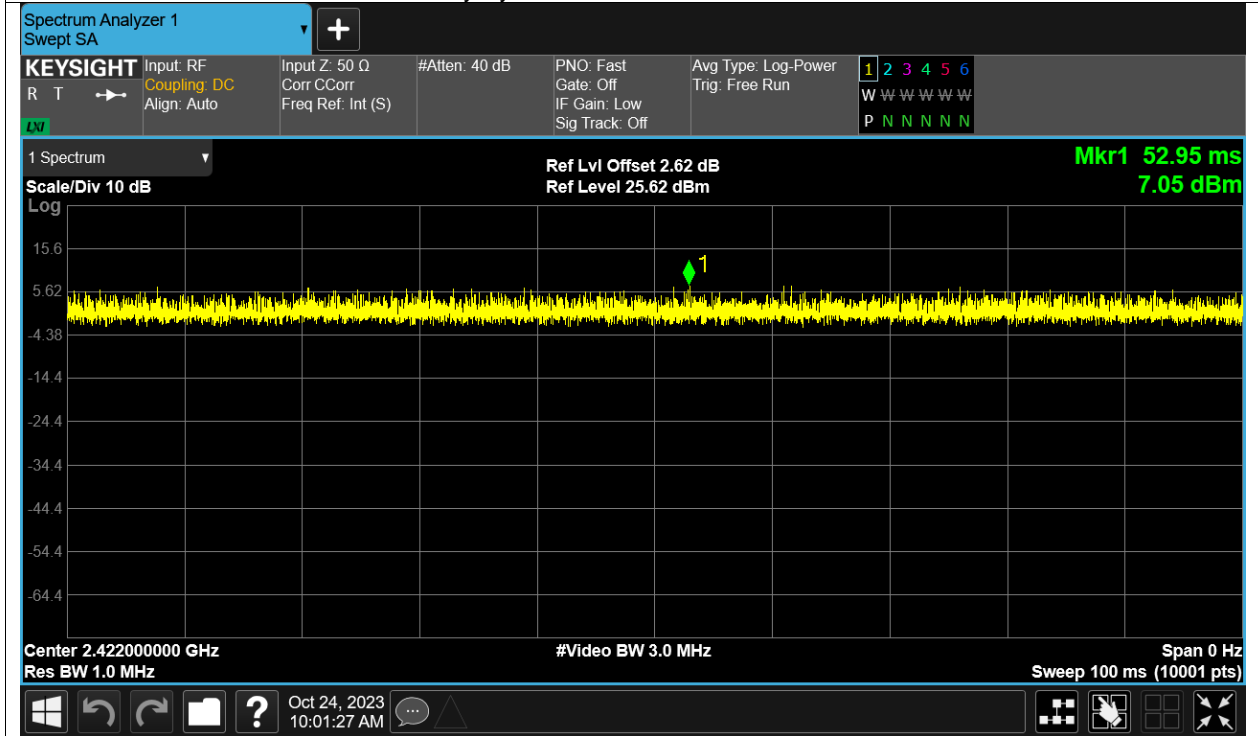 Spectrum Analyzer 1
Swept SA
+
KEYSIGHT Input: RF Input Z: 50 Ω #Atten: 40 dB PNO: Fast Avg Type: Log-Power 1 2 3 4 5 6
R T Coupling: DC Corr CCorr Gate: Off Trig: Free Run W W W W W W
Align: Auto Freq Ref: Int (S) IF Gain: Low
LXI Sig Track: Off P N N N N N
1 Spectrum Ref Lvl Offset 2.62 dB Mkr1 52.95 ms
Scale/Div 10 dB Ref Level 25.62 dBm 7.05 dBm
Log
15.6
1
5.62
-4.38
-14.4
-24.4
-34.4
-44.4
-54.4
-64.4
Center 2.422000000 GHz #Video BW 3.0 MHz Span 0 Hz
Res BW 1.0 MHz Sweep 100 ms (10001 pts)
? Oct 24, 2023
10:01:27 AM